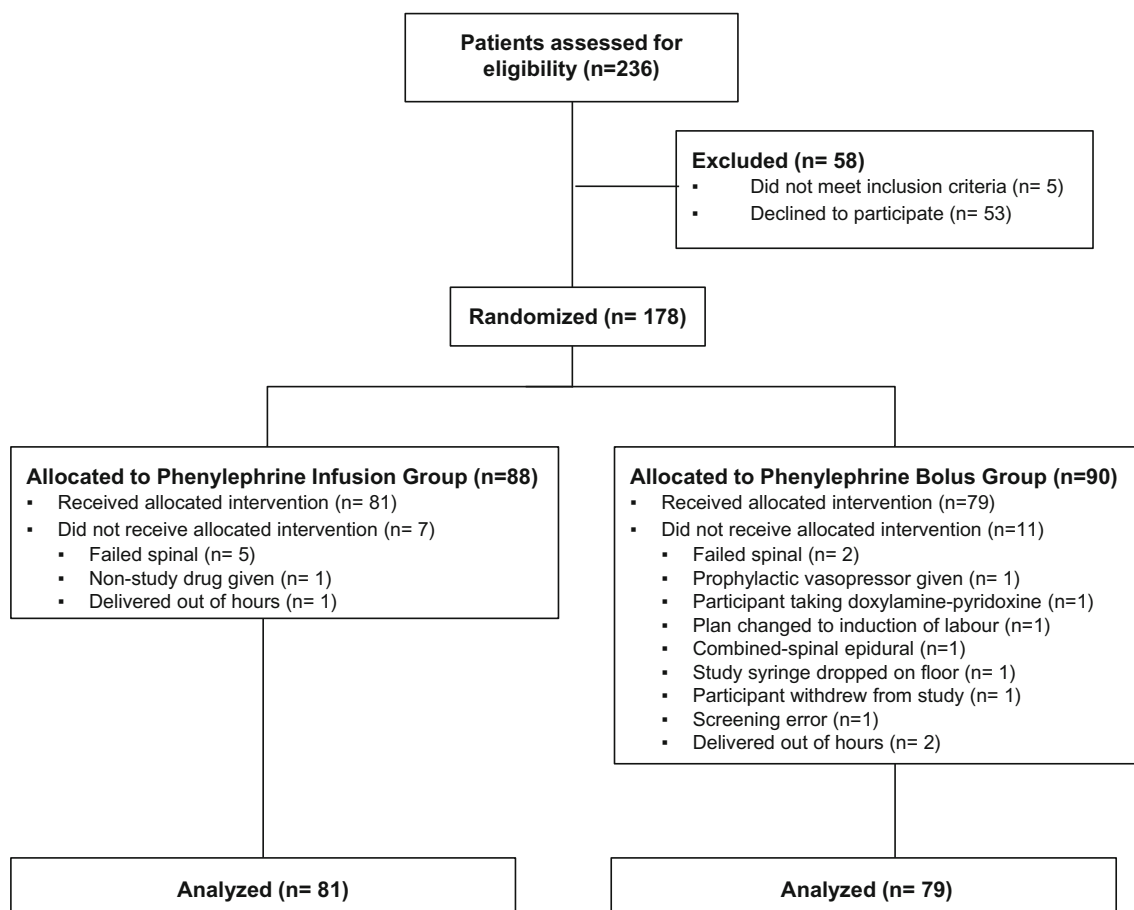 Patients assessed for
eligibility (n=236)
Excluded (n= 58)
▪ Did not meet inclusion criteria (n= 5)
▪ Declined to participate (n= 53)
Randomized (n= 178)
Allocated to Phenylephrine Infusion Group (n=88)
▪ Received allocated intervention (n= 81)
▪ Did not receive allocated intervention (n= 7)
▪ Failed spinal (n= 5)
▪ Non-study drug given (n= 1)
▪ Delivered out of hours (n= 1)
Allocated to Phenylephrine Bolus Group (n=90)
▪ Received allocated intervention (n=79)
▪ Did not receive allocated intervention (n=11)
▪ Failed spinal (n= 2)
▪ Prophylactic vasopressor given (n= 1)
▪ Participant taking doxylamine-pyridoxine (n=1)
▪ Plan changed to induction of labour (n=1)
▪ Combined-spinal epidural (n=1)
▪ Study syringe dropped on floor (n= 1)
▪ Participant withdrew from study (n= 1)
▪ Screening error (n=1)
▪ Delivered out of hours (n= 2)
Analyzed (n= 81)
Analyzed (n= 79)